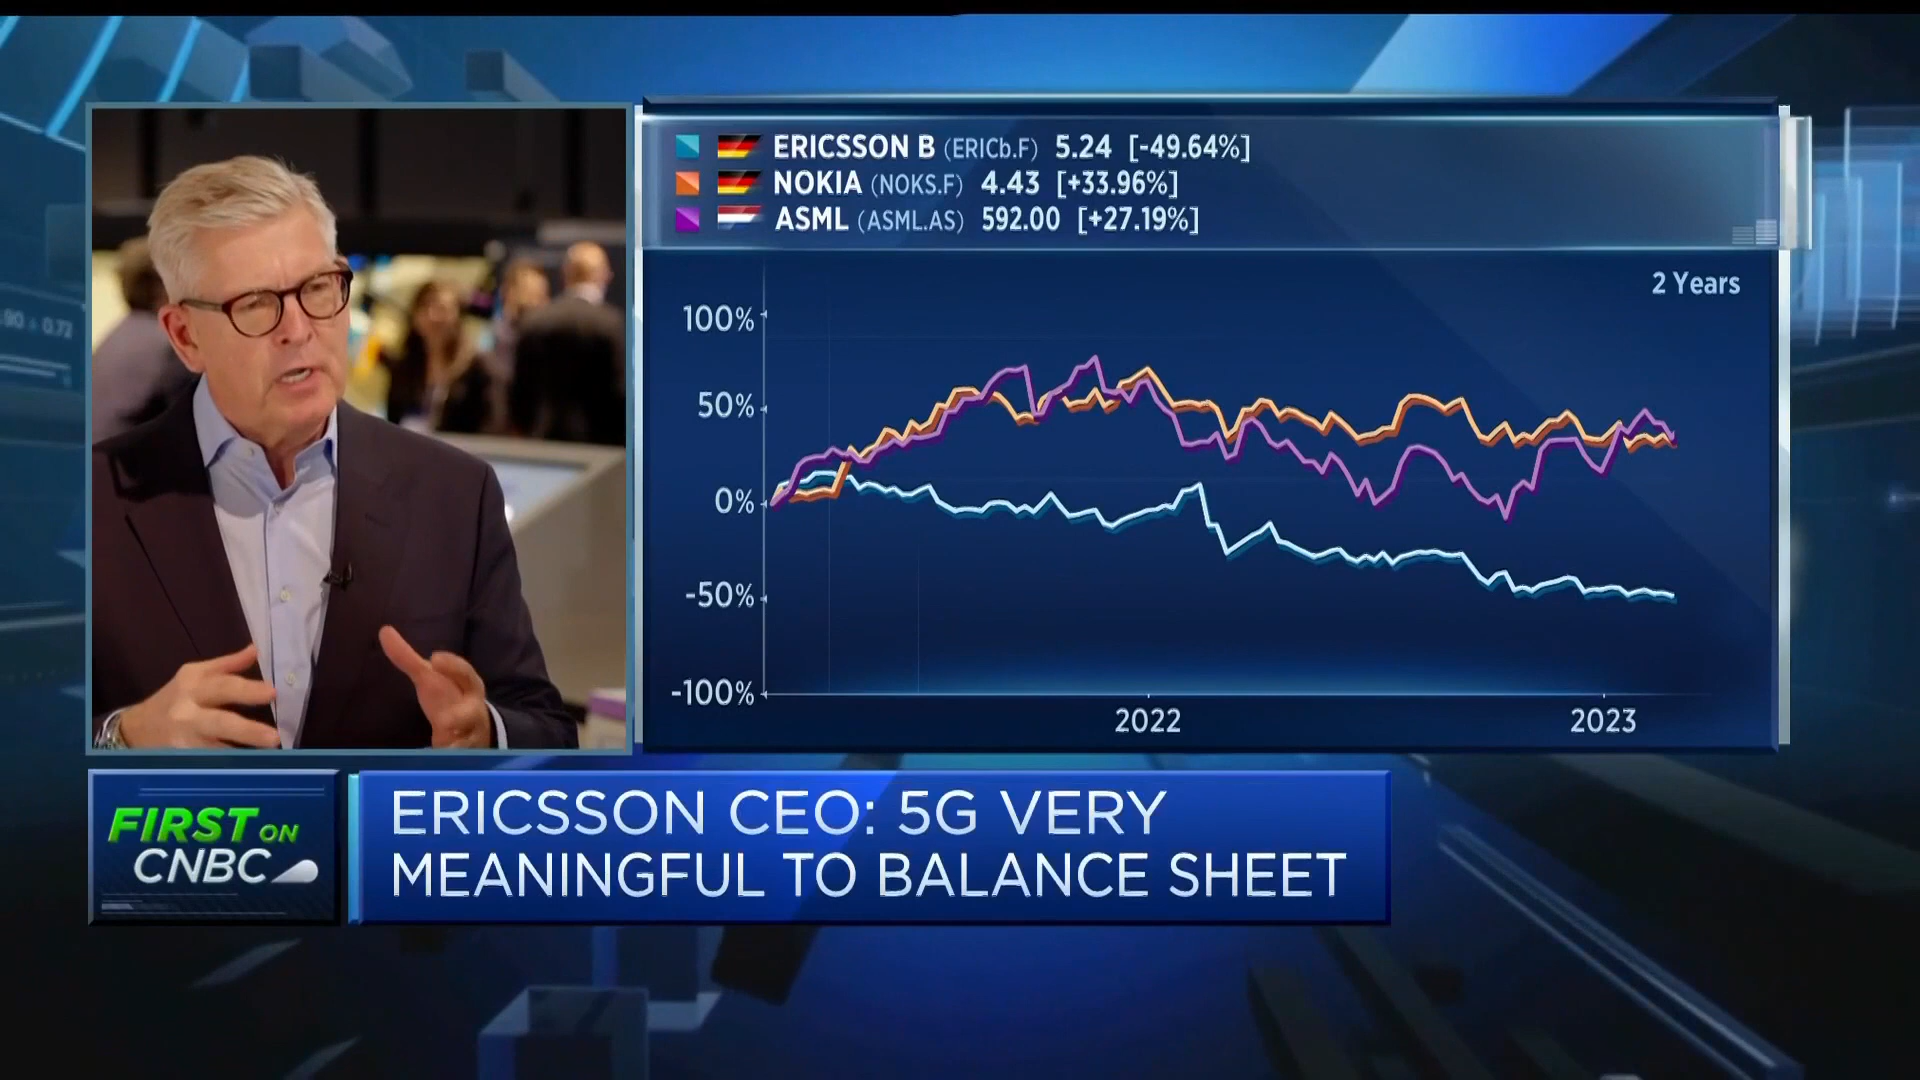 ERICSSON B (ERICb.F) 5.24 [-49.64%]
NOKIA (NOKS.F) 4.43 [+33.96%]
ASML (ASML.AS) 592.00 [+27.19%]
2 Years
100%
50%
0%
-50%
-100%
2022
2023
FIRST ON
CNBC
ERICSSON CEO: 5G VERY
MEANINGFUL TO BALANCE SHEET